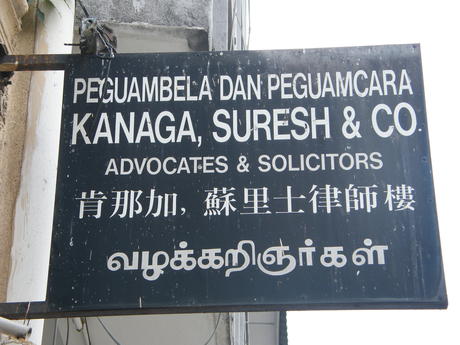 PEGUAMBELA DAN PEGUAMCARA
KANAGA, SURESH & CO
ADVOCATES & SOLICITORS
肯那加, 蘇里士律師樓
வழக்கறிஞர்கள்